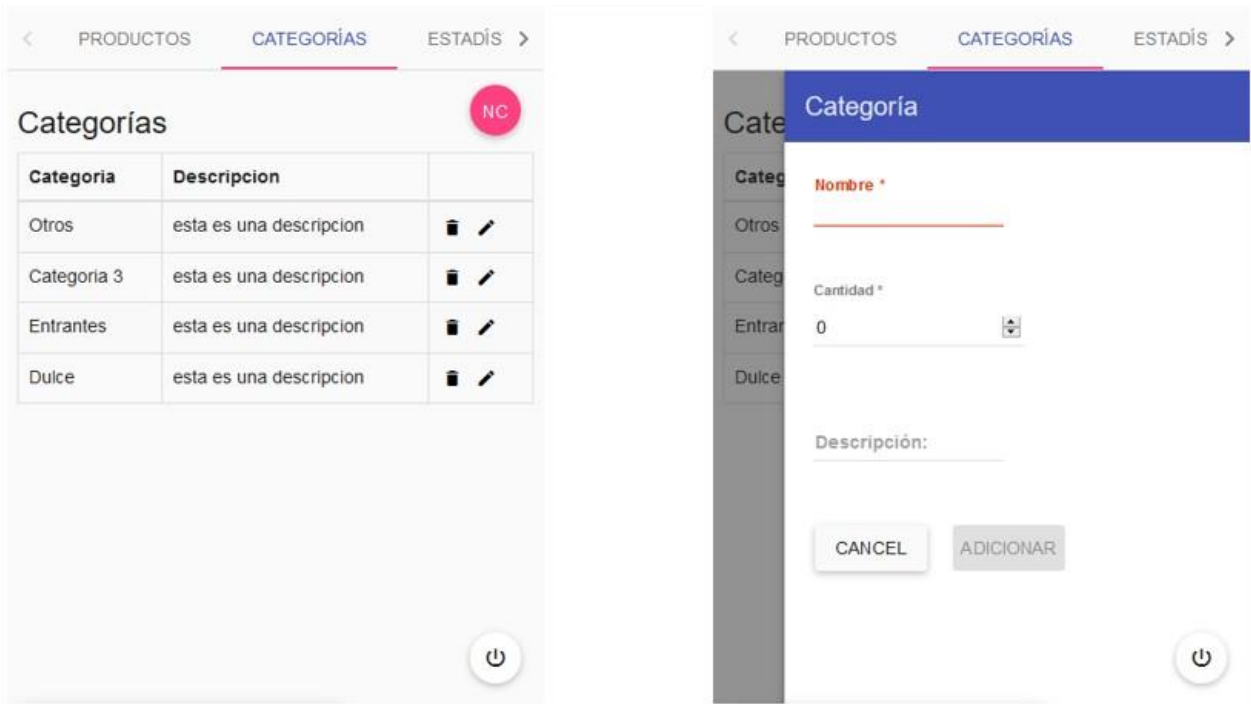 PRODUCTOS CATEGORÍAS ESTADÍS
Categorías NC
Categoria Descripcion
Otros esta es una descripcion
Categoria 3 esta es una descripcion
Entrantes esta es una descripcion
Dulce esta es una descripcion
PRODUCTOS CATEGORÍAS ESTADÍS
Cate
Categoría
Categ
Otros
Categ
Entrar
Dulce
Nombre *
Cantidad *
0
Descripción:
CANCEL ADICIONAR